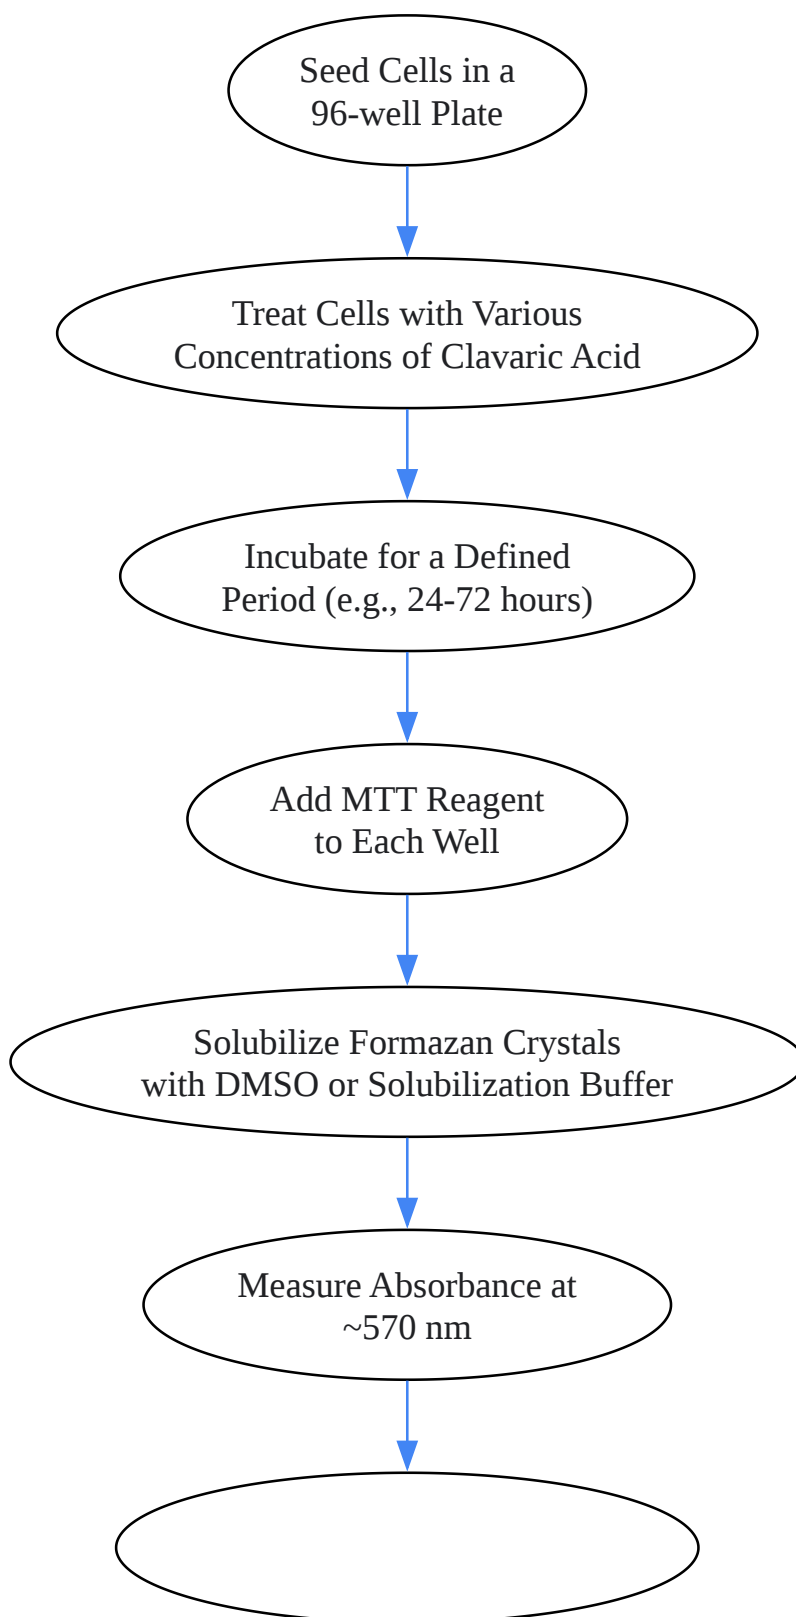 Seed Cells in a
96-well Plate
Treat Cells with Various
Concentrations of Clavaric Acid
Incubate for a Defined
Period (e.g., 24-72 hours)
Add MTT Reagent
to Each Well
Solubilize Formazan Crystals
with DMSO or Solubilization Buffer
Measure Absorbance at
~570 nm